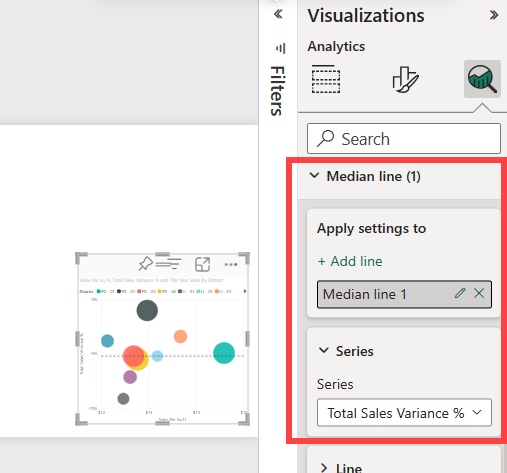 Visualizations
Analytics
Filters
Search
Median line (1)
Apply settings to
+ Add line
Median line 1
Series
Series
Total Sales Variance %
Line
Sales Per Sq Ft, Total Sales Variance % and This Year Sales by District
District
0%
-5%
-10%
Total Sales Variance %
$12
$13
$14
Sales Per Sq Ft